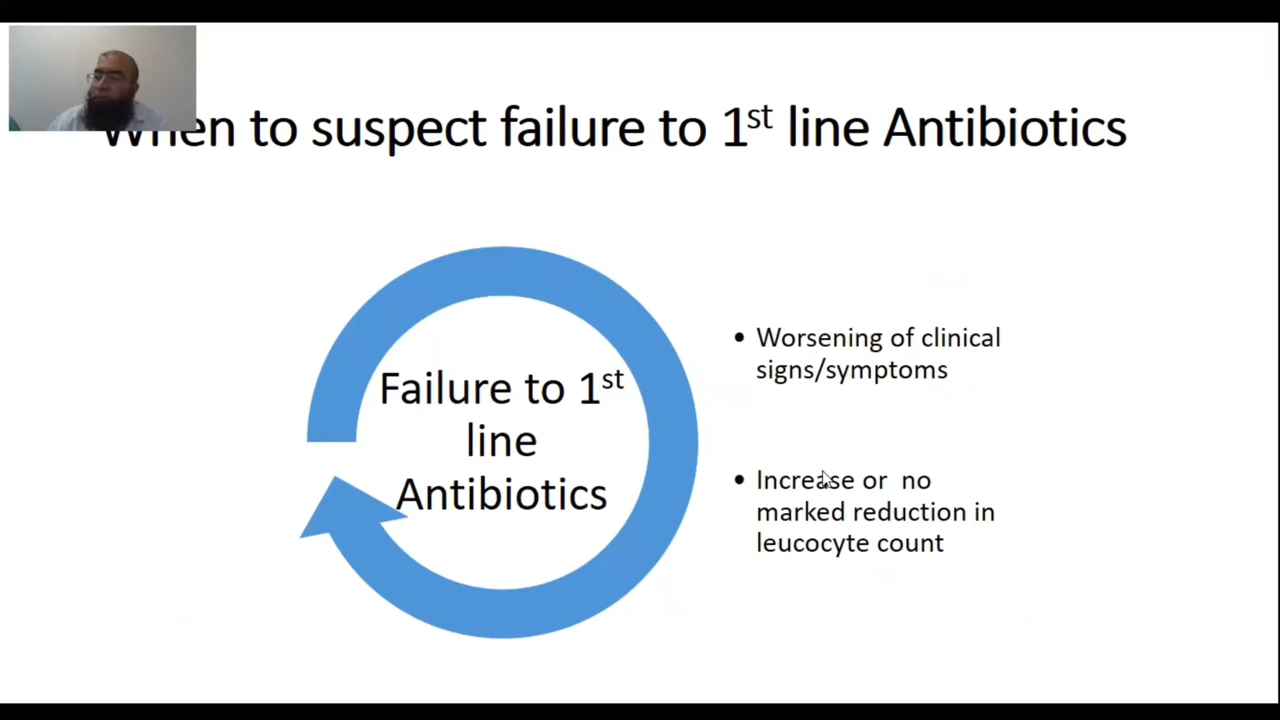 When to suspect failure to 1st line Antibiotics
Failure to 1st
line
Antibiotics
• Worsening of clinical
signs/symptoms
• Increase or no
marked reduction in
leucocyte count